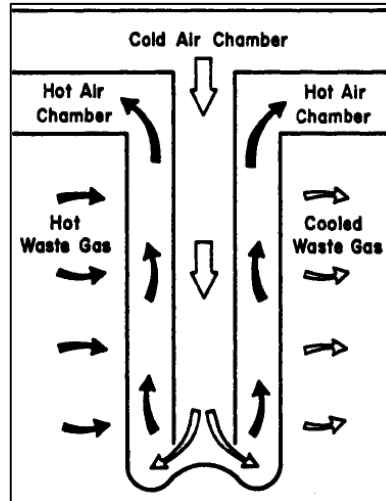 Cold Air Chamber
Hot Air
Chamber
Hot Air
Chamber
Hot
Waste Gas
Cooled
Waste Gas